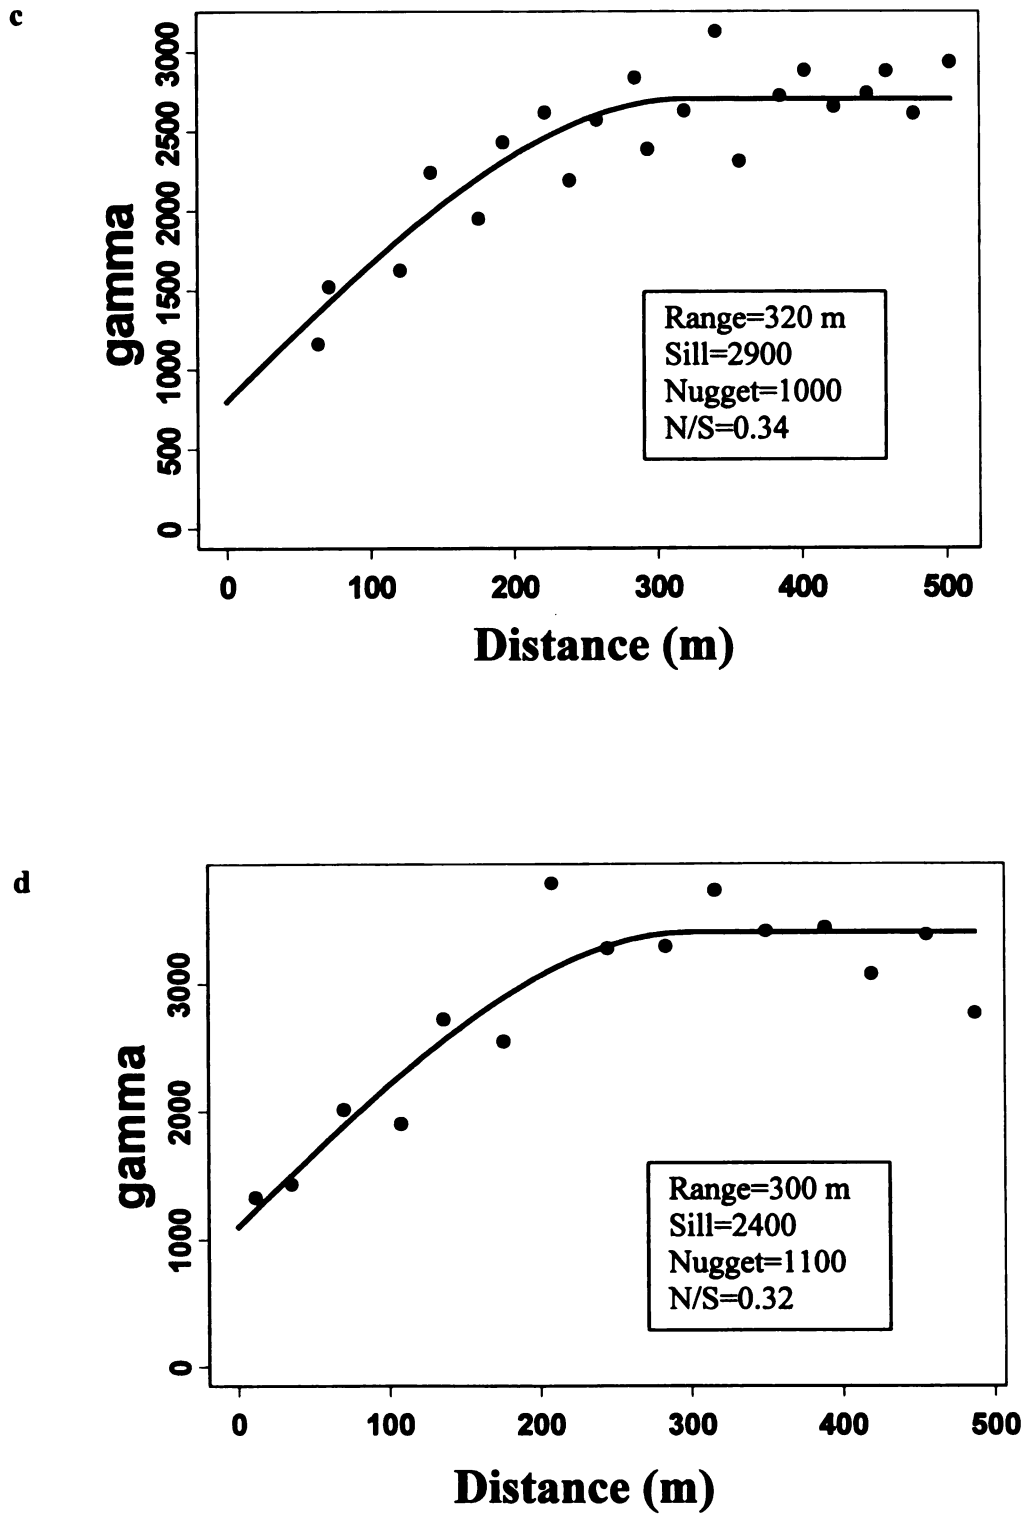 c
gamma
3000
2500
2000
1500
1000
500
0
Range=320 m
Sill=2900
Nugget=1000
N/S=0.34
0 100 200 300 400 500
Distance (m)
d
gamma
3000
2000
1000
0
Range=300 m
Sill=2400
Nugget=1100
N/S=0.32
0 100 200 300 400 500
Distance (m)